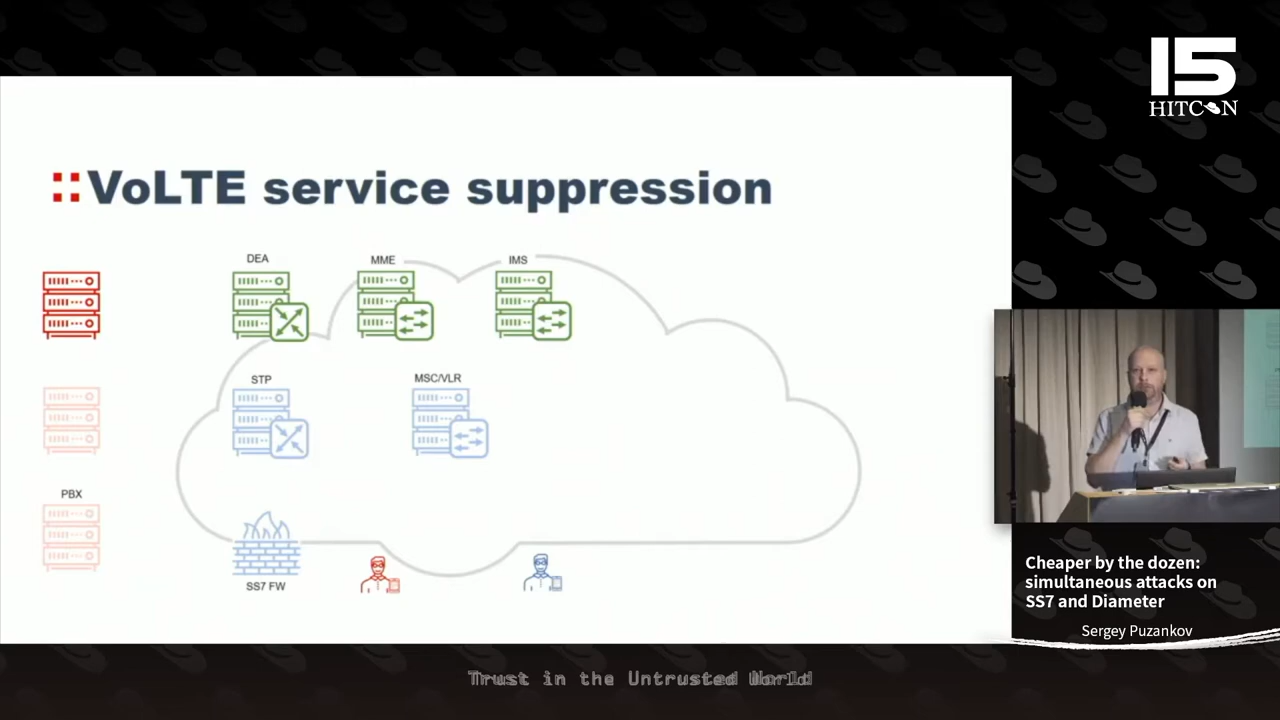 15
HITCON
::VoLTE service suppression
DEA
MME
IMS
STP
MSC/VLR
PBX
SS7 FW
Cheaper by the dozen:
simultaneous attacks on
SS7 and Diameter
Sergey Puzankov
Trust in the Untrusted World